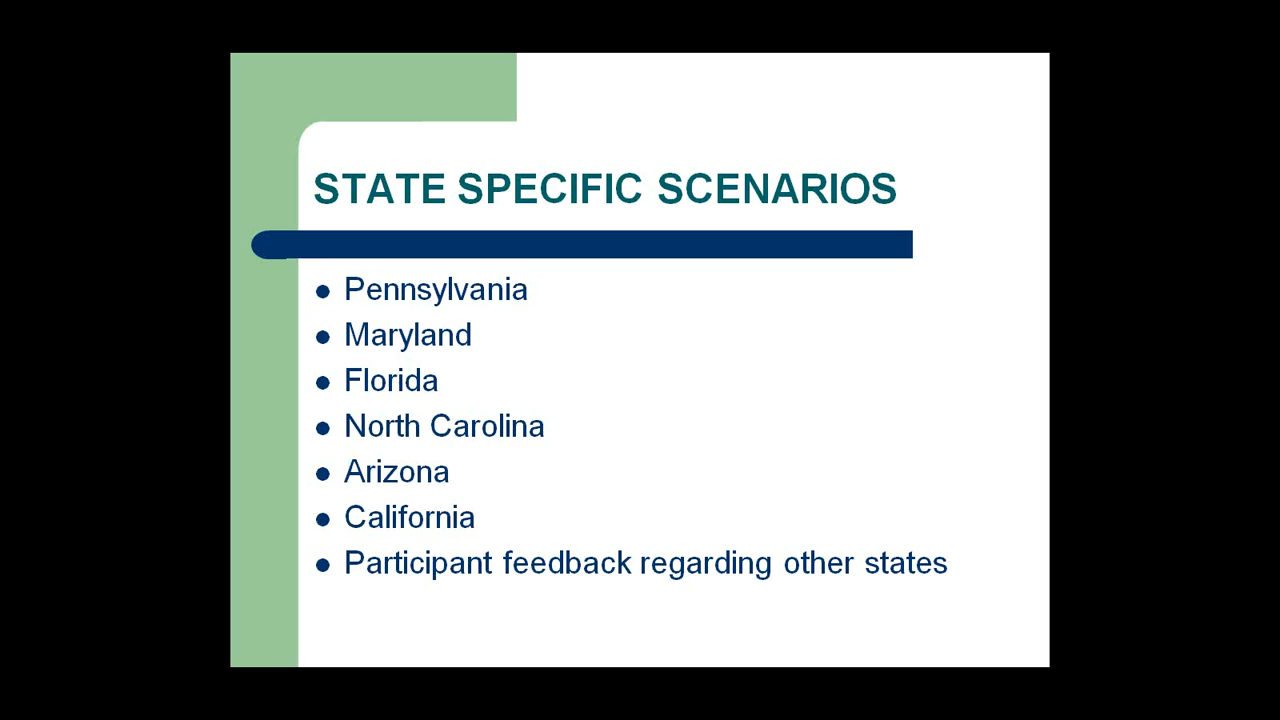 STATE SPECIFIC SCENARIOS
Pennsylvania
Maryland
Florida
North Carolina
Arizona
California
Participant feedback regarding other states